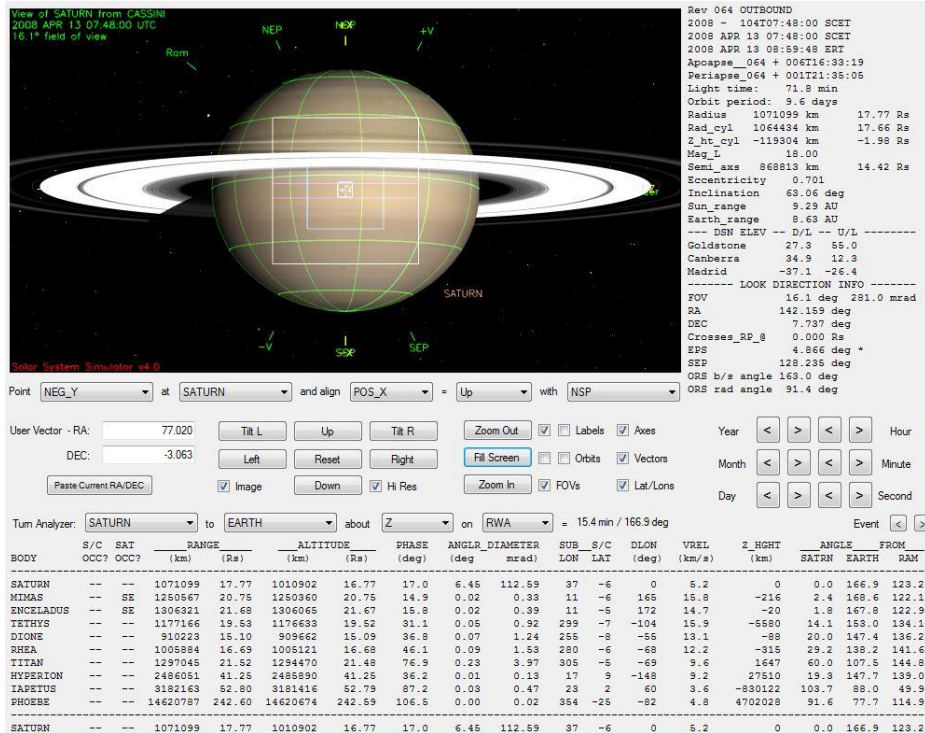 View of SATURN from CASSINI
2008 APR 13 07:48:00 UTC
16.1° field of view
NEP
+V
Ram
SATURN
-V
SEP
Solar System Simulator v4.0
Rev 064 OUTBOUND
2008 - 104T07:48:00 SCET
2008 APR 13 07:48:00 SCET
2008 APR 13 08:59:48 ERT
Apoapse__064 + 006T16:33:19
Periapse_064 + 001T21:35:05
Light time: 71.8 min
Orbit period: 9.6 days
Radius 1071099 km 17.77 Rs
Rad_cyl 1064434 km 17.66 Rs
Z_ht_cyl -119304 km -1.98 Rs
Mag_L 18.00
Semi_axs 868813 km 14.42 Rs
Eccentricity 0.701
Inclination 63.06 deg
Sun_range 9.29 AU
Earth_range 8.63 AU
--- DSN ELEV -- D/L -- U/L --------
Goldstone 27.3 55.0
Canberra 34.9 12.3
Madrid -37.1 -26.4
------- LOOK DIRECTION INFO -------
FOV 16.1 deg 281.0 mrad
RA 142.159 deg
DEC 7.737 deg
Crosses_RP_@ 0.000 Rs
EPS 4.866 deg *
SEP 128.235 deg
ORS b/s angle 163.0 deg
ORS rad angle 91.4 deg
Point NEG_Y at SATURN and align POS_X = Up with NSP
User Vector - RA: 77.020 Tilt L Up Tilt R Zoom Out Labels Axes Year < > < > Hour
DEC: -3.063 Left Reset Right Fill Screen Orbits Vectors Month < > < > Minute
Paste Current RA/DEC Image Down Hi Res Zoom In FOVs Lat/Lons Day < > < > Second
Turn Analyzer: SATURN to EARTH about Z on RWA = 15.4 min / 166.9 deg Event < >
S/C SAT ____RANGE____ ____ALTITUDE____ PHASE ANGLR_DIAMETER SUB__S/C DLON VREL Z_HGHT ____ANGLE___FROM____
BODY OCC? OCC? (km) (Rs) (km) (Rs) (deg) (deg mrad) LON LAT (deg) (km/s) (km) SATRN EARTH RAM
SATURN -- -- 1071099 17.77 1010902 16.77 17.0 6.45 112.59 37 -6 0 5.2 0 0.0 166.9 123.2
MIMAS -- SE 1250567 20.75 1250360 20.75 14.9 0.02 0.33 11 -6 165 15.8 -216 2.4 168.6 122.1
ENCELADUS -- SE 1306321 21.68 1306065 21.67 15.8 0.02 0.39 11 -5 172 14.7 -20 1.8 167.8 122.9
TETHYS -- -- 1177166 19.53 1176633 19.52 31.1 0.05 0.92 299 -7 -104 15.9 -5580 14.1 153.0 134.1
DIONE -- -- 910223 15.10 909662 15.09 36.8 0.07 1.24 255 -8 -55 13.1 -88 20.0 147.4 136.2
RHEA -- -- 1005884 16.69 1005121 16.68 46.1 0.09 1.53 280 -6 -68 12.2 -315 29.2 138.2 141.6
TITAN -- -- 1297045 21.52 1294470 21.48 76.9 0.23 3.97 305 -5 -69 9.6 1647 60.0 107.5 144.8
HYPERION -- -- 2486051 41.25 2485890 41.25 36.2 0.01 0.13 17 9 -148 9.2 27510 19.3 147.7 139.0
IAPETUS -- -- 3182163 52.80 3181416 52.79 87.2 0.03 0.47 23 2 60 3.6 -830122 103.7 88.0 49.9
PHOEBE -- -- 14620787 242.60 14620674 242.59 106.5 0.00 0.02 354 -25 -82 4.8 4702028 91.6 77.7 114.9
SATURN -- -- 1071099 17.77 1010902 16.77 17.0 6.45 112.59 37 -6 0 5.2 0 0.0 166.9 123.2